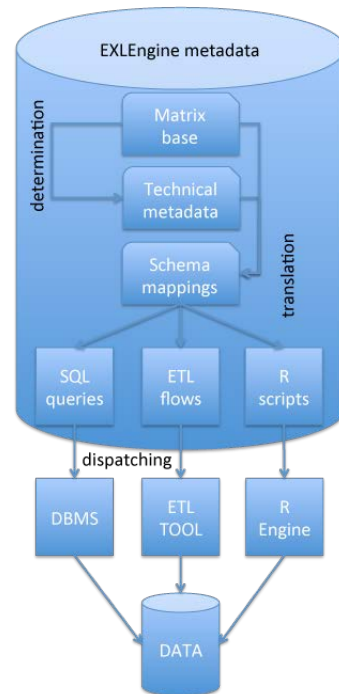 EXLEngine metadata
Matrix
base
determination
Technical
metadata
translation
Schema
mappings
SQL
queries
ETL
flows
R
scripts
dispatching
DBMS
ETL
TOOL
R
Engine
DATA